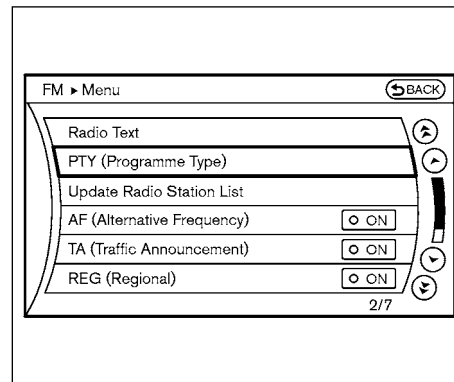 FM ▸ Menu BACK
Radio Text
PTY (Programme Type)
Update Radio Station List
AF (Alternative Frequency) ON
TA (Traffic Announcement) ON
REG (Regional) ON
2/7